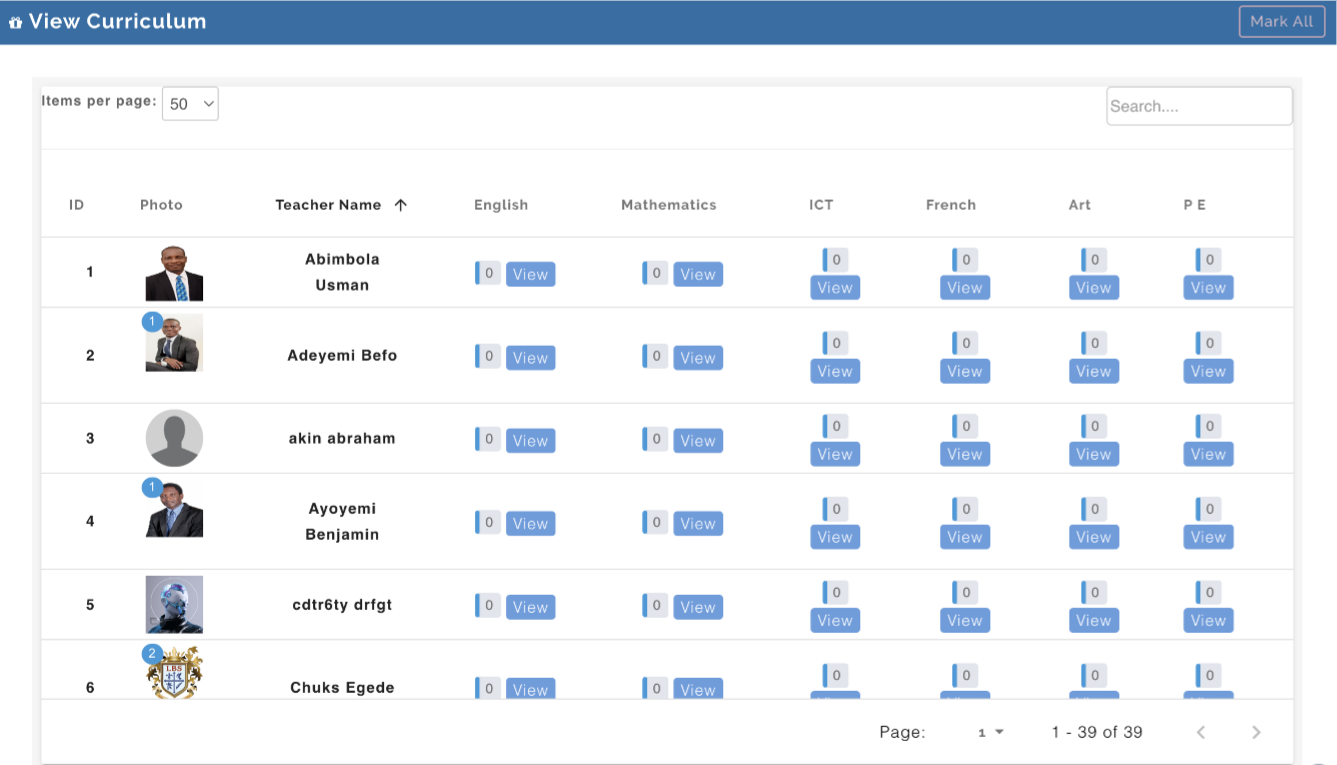 View Curriculum
Mark All
Items per page: 50
Search....
ID Photo Teacher Name English Mathematics ICT French Art P E
1 Abimbola Usman 0 View 0 View 0 View 0 View 0 View 0 View
1
2 Adeyemi Befo 0 View 0 View 0 View 0 View 0 View 0 View
3 akin abraham 0 View 0 View 0 View 0 View 0 View 0 View
1
4 Ayoyemi Benjamin 0 View 0 View 0 View 0 View 0 View 0 View
5 cdtr6ty drfgt 0 View 0 View 0 View 0 View 0 View 0 View
2
LBS
6 Chuks Egede 0 View 0 View 0 0 0 0
Page: 1 1 - 39 of 39